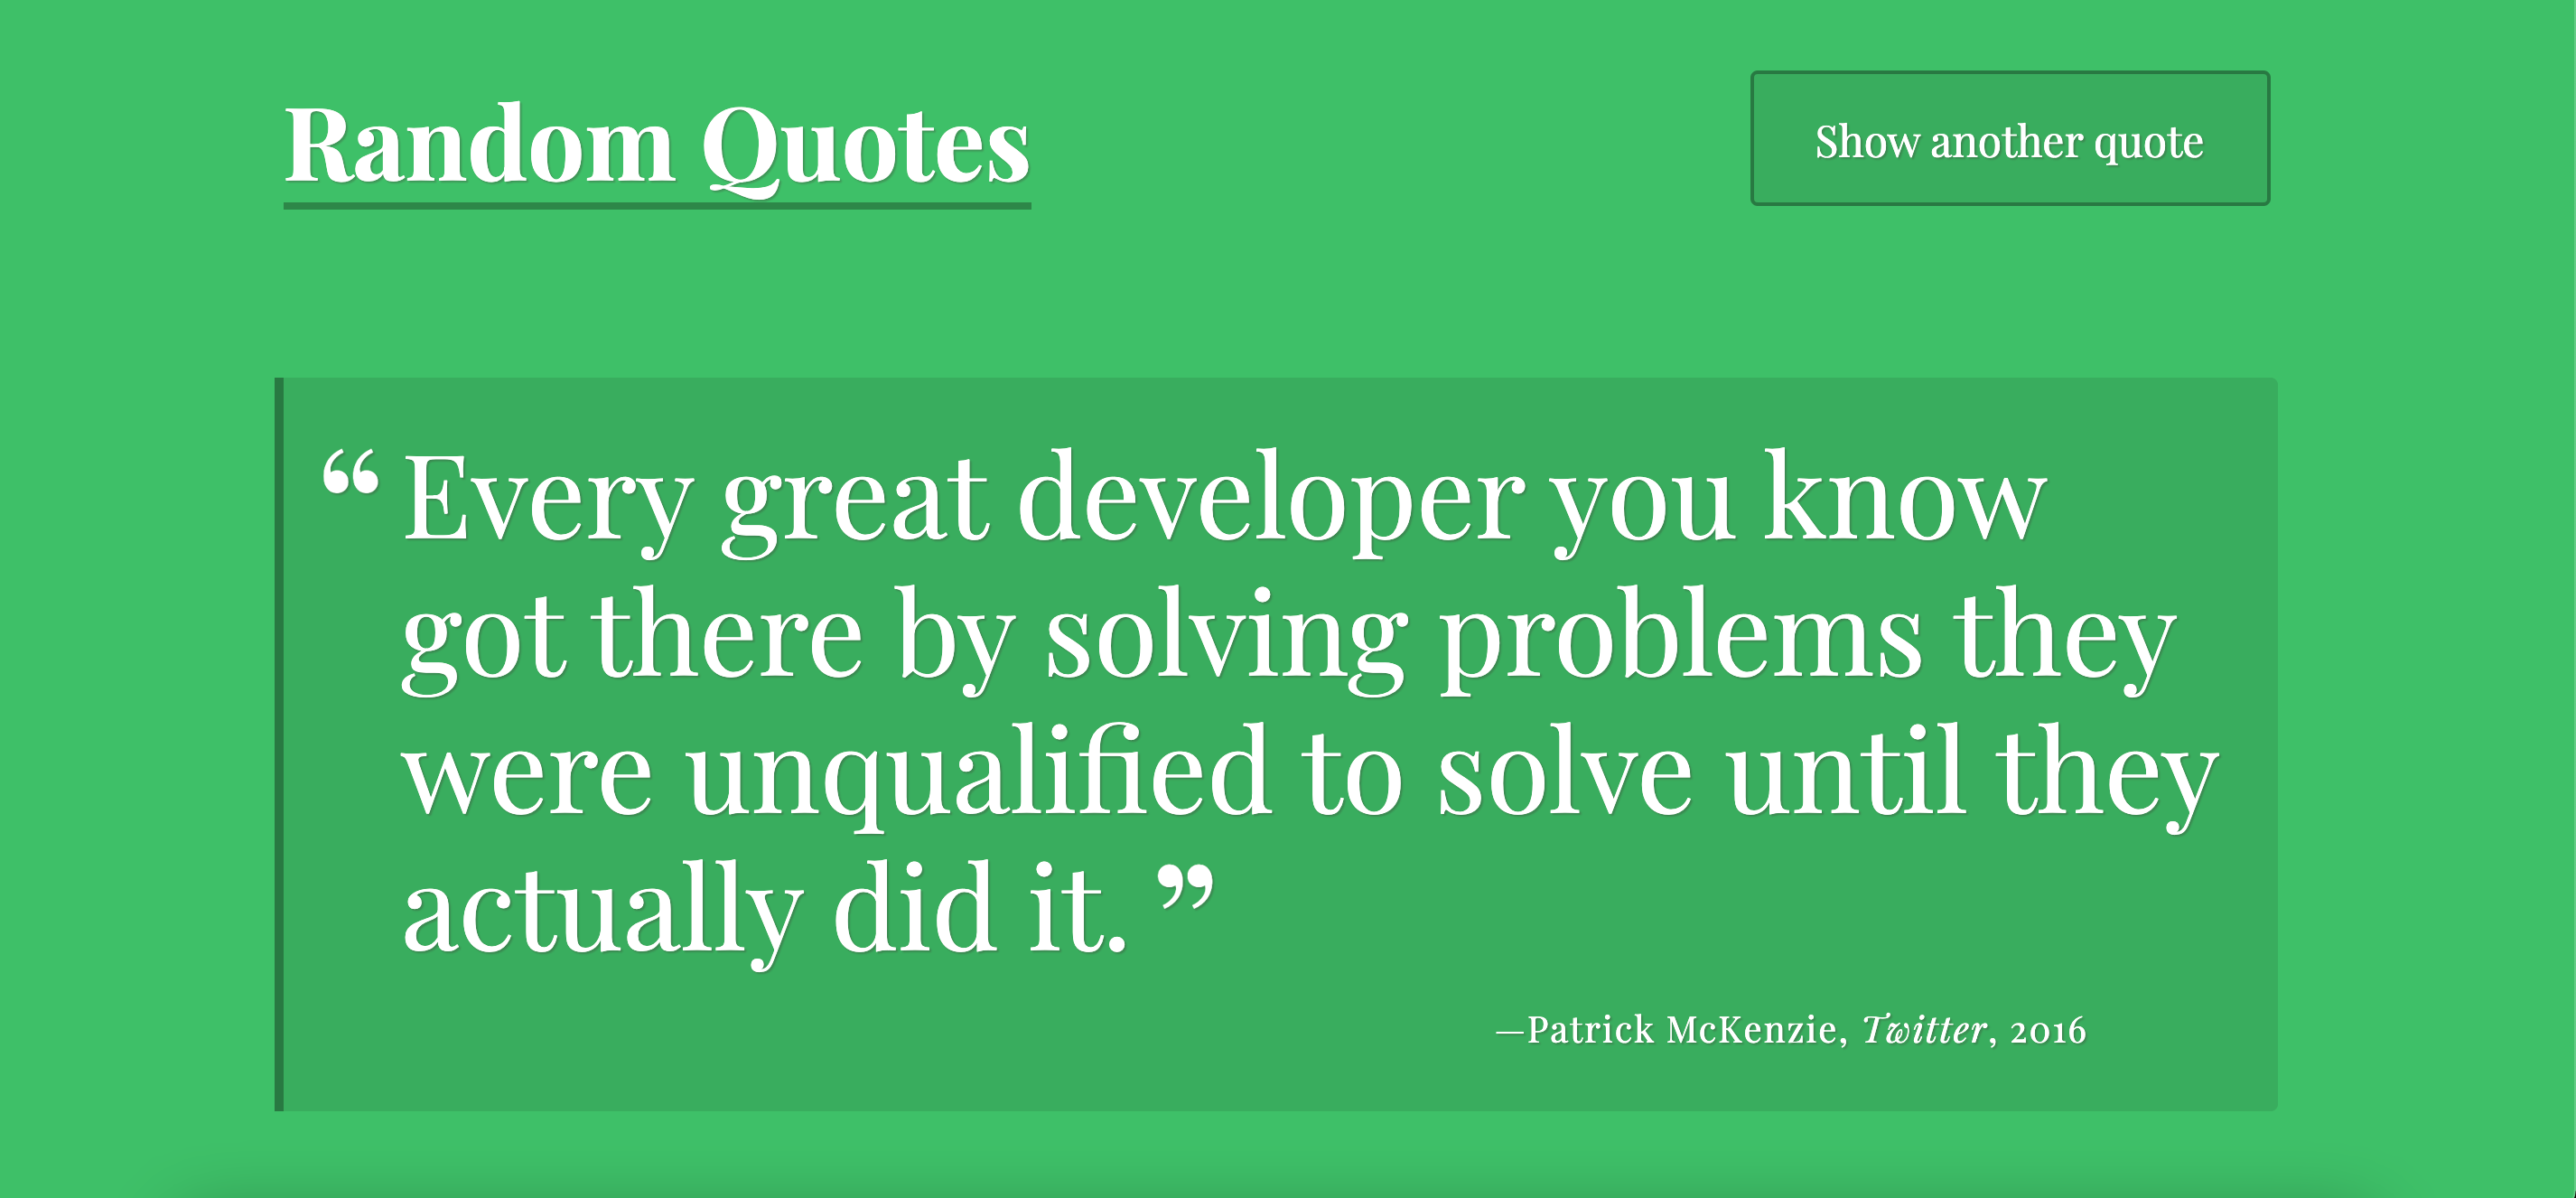 Random Quotes
Show another quote
“Every great developer you know
got there by solving problems they
were unqualified to solve until they
actually did it.”
—Patrick McKenzie, Twitter, 2016